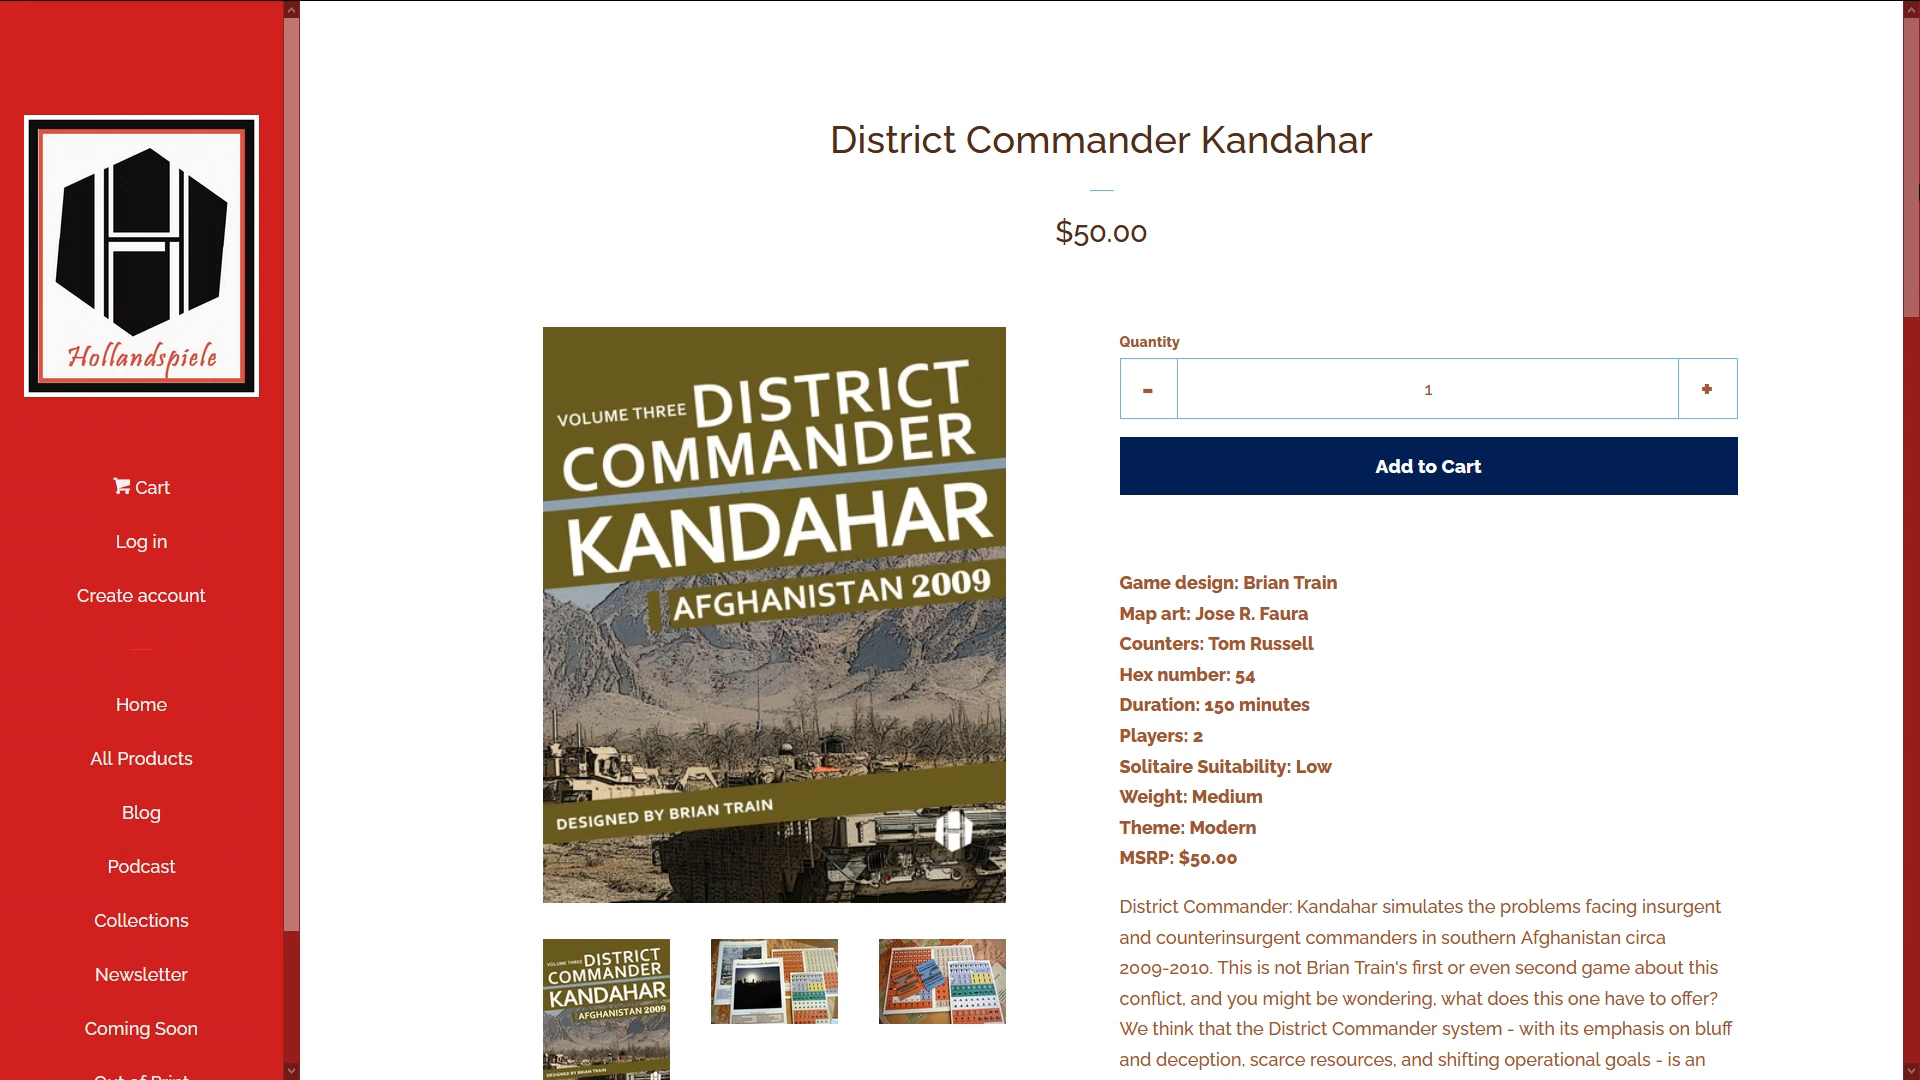 Hollandspiele
Cart
Log in
Create account
Home
All Products
Blog
Podcast
Collections
Newsletter
Coming Soon
Out of Print
District Commander Kandahar
$50.00
VOLUME THREE DISTRICT
COMMANDER
KANDAHAR
AFGHANISTAN 2009
DESIGNED BY BRIAN TRAIN
VOLUME THREE DISTRICT
COMMANDER
KANDAHAR
AFGHANISTAN 2009
DESIGNED BY BRIAN TRAIN
Quantity
- 1 +
Add to Cart
Game design: Brian Train
Map art: Jose R. Faura
Counters: Tom Russell
Hex number: 54
Duration: 150 minutes
Players: 2
Solitaire Suitability: Low
Weight: Medium
Theme: Modern
MSRP: $50.00
District Commander: Kandahar simulates the problems facing insurgent
and counterinsurgent commanders in southern Afghanistan circa
2009-2010. This is not Brian Train's first or even second game about this
conflict, and you might be wondering, what does this one have to offer?
We think that the District Commander system - with its emphasis on bluff
and deception, scarce resources, and shifting operational goals - is an